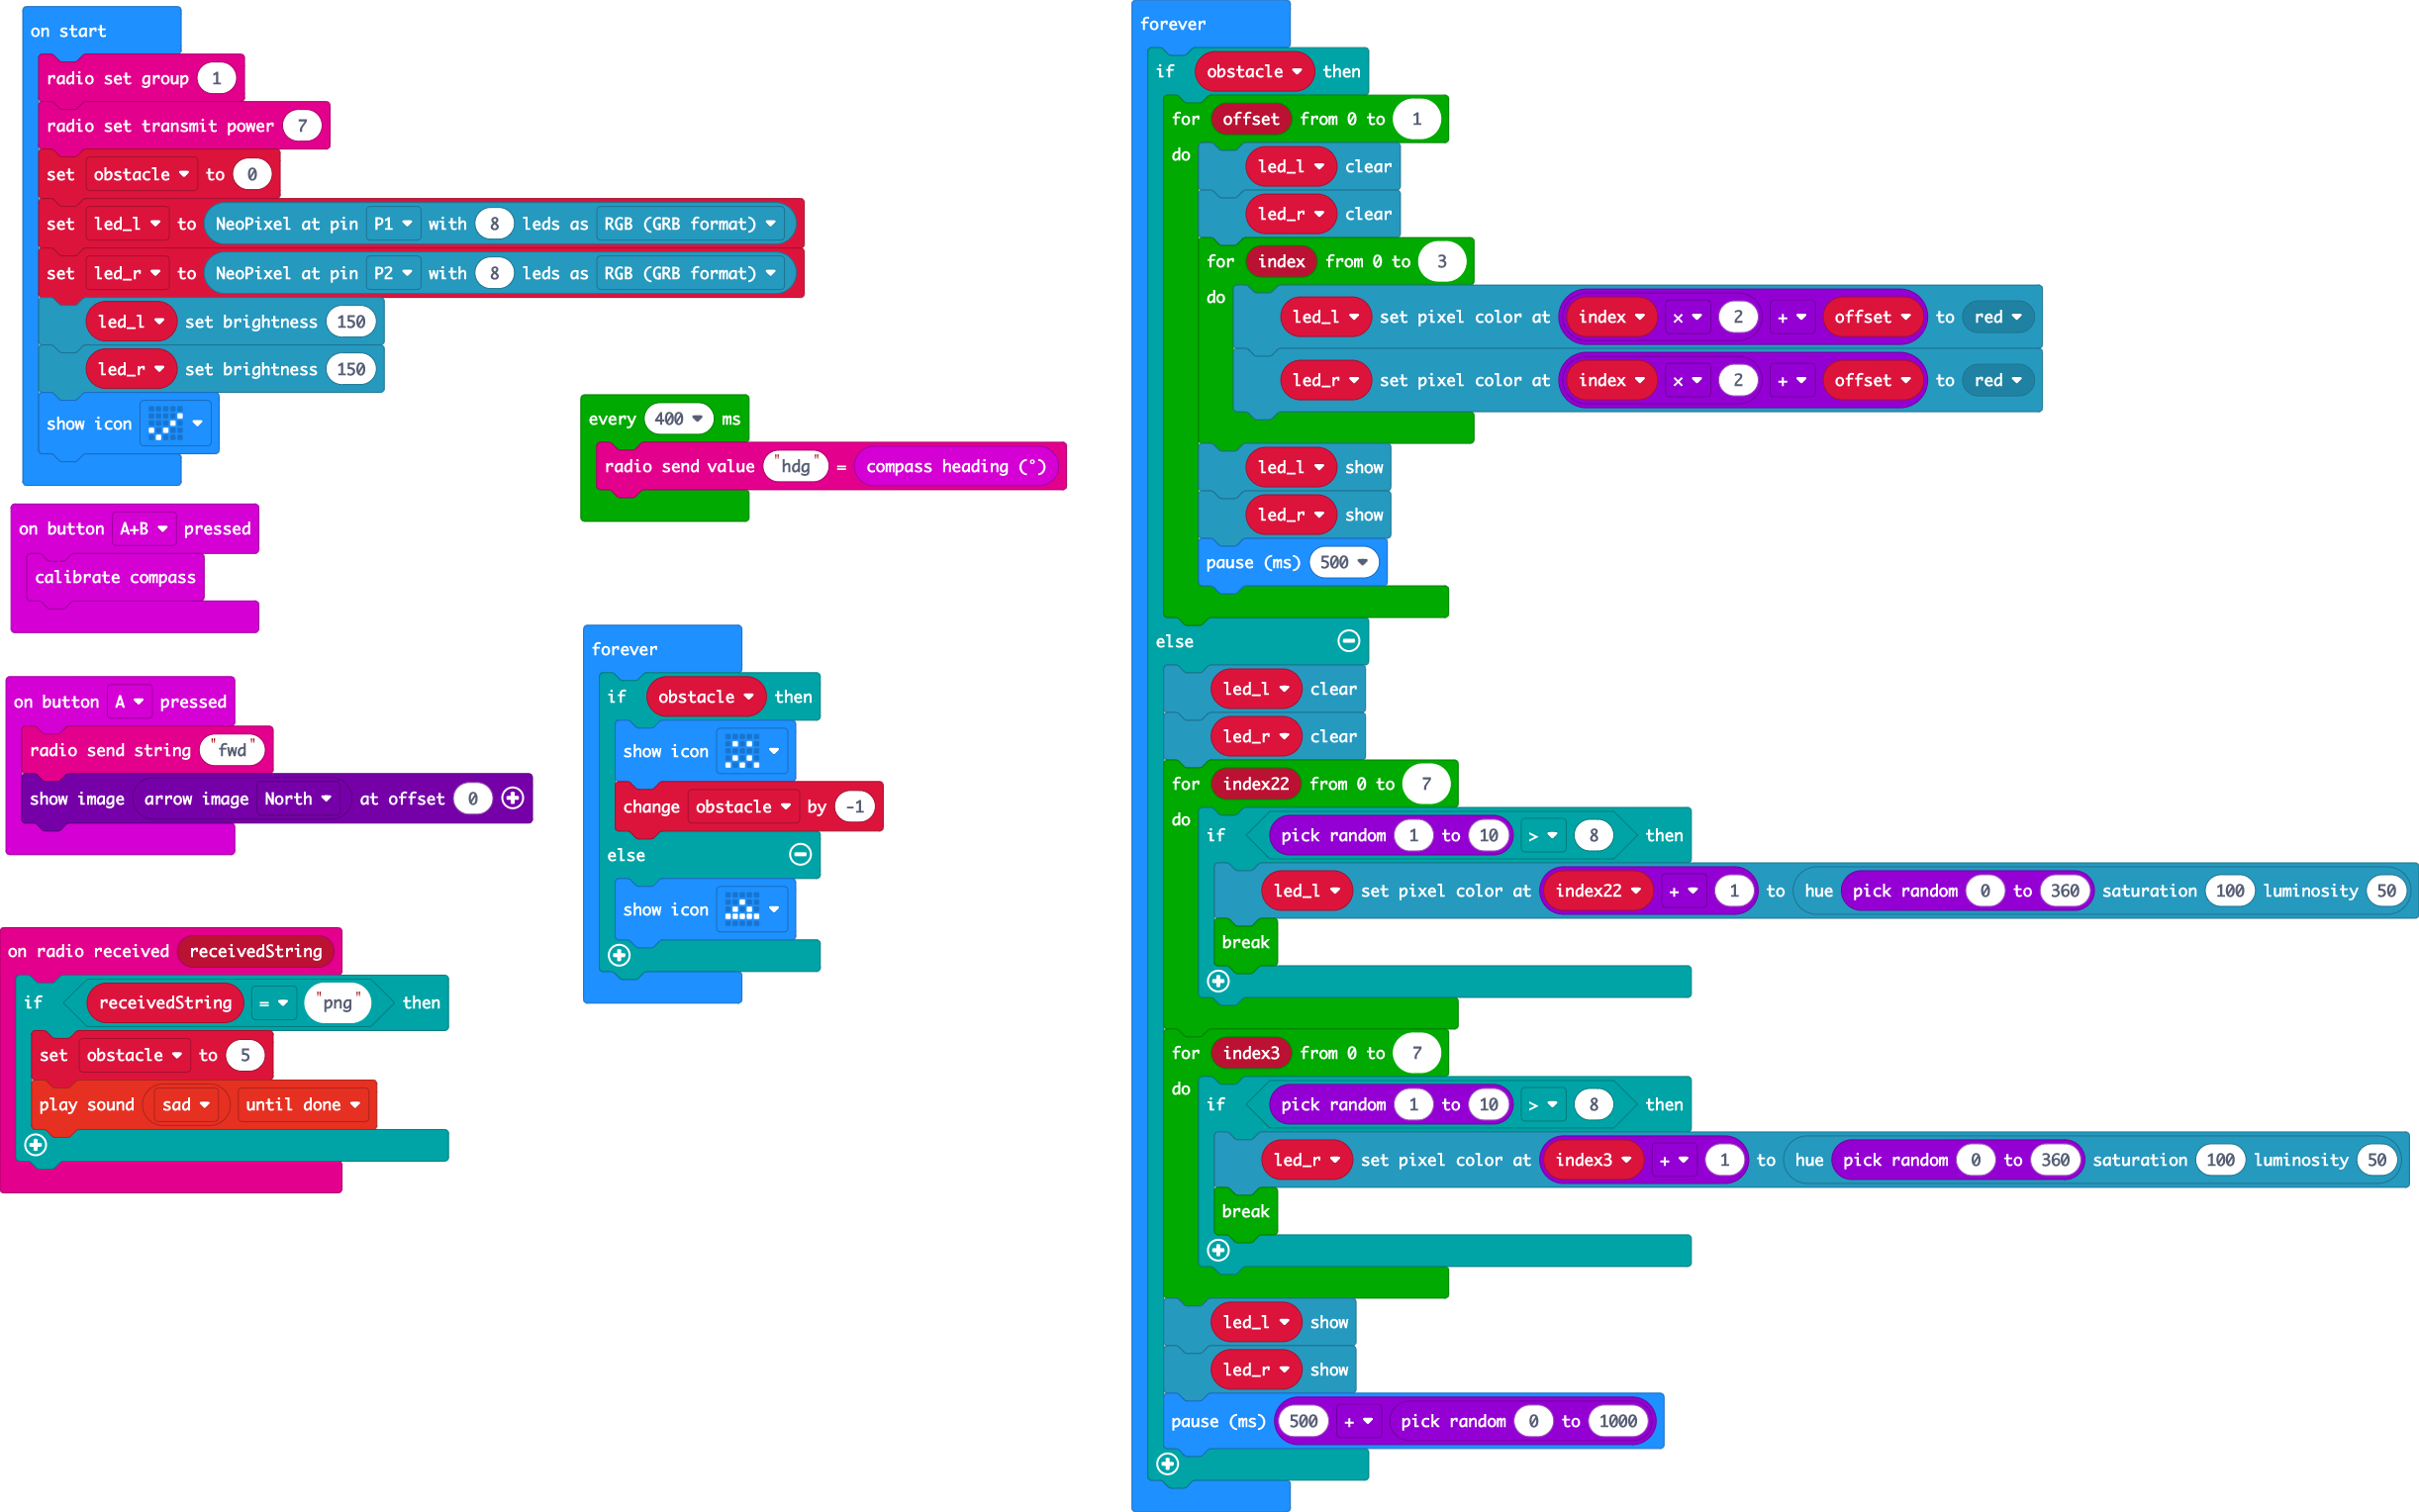 on start
radio set group 1
radio set transmit power 7
set obstacle to 0
set led_l to NeoPixel at pin P1 with 8 leds as RGB (GRB format)
set led_r to NeoPixel at pin P2 with 8 leds as RGB (GRB format)
led_l set brightness 150
led_r set brightness 150
show icon
on button A+B pressed
calibrate compass
on button A pressed
radio send string "fwd"
show image arrow image North at offset 0
on radio received receivedString
if receivedString = "png" then
set obstacle to 5
play sound sad until done
every 400 ms
radio send value "hdg" = compass heading (°)
forever
if obstacle then
show icon
change obstacle by -1
else
show icon
forever
if obstacle then
for offset from 0 to 1
do led_l clear
led_r clear
for index from 0 to 3
do led_l set pixel color at index × 2 + offset to red
led_r set pixel color at index × 2 + offset to red
led_l show
led_r show
pause (ms) 500
else
led_l clear
led_r clear
for index22 from 0 to 7
do if pick random 1 to 10 > 8 then
led_l set pixel color at index22 + 1 to hue pick random 0 to 360 saturation 100 luminosity 50
break
for index3 from 0 to 7
do if pick random 1 to 10 > 8 then
led_r set pixel color at index3 + 1 to hue pick random 0 to 360 saturation 100 luminosity 50
break
led_l show
led_r show
pause (ms) 500 + pick random 0 to 1000